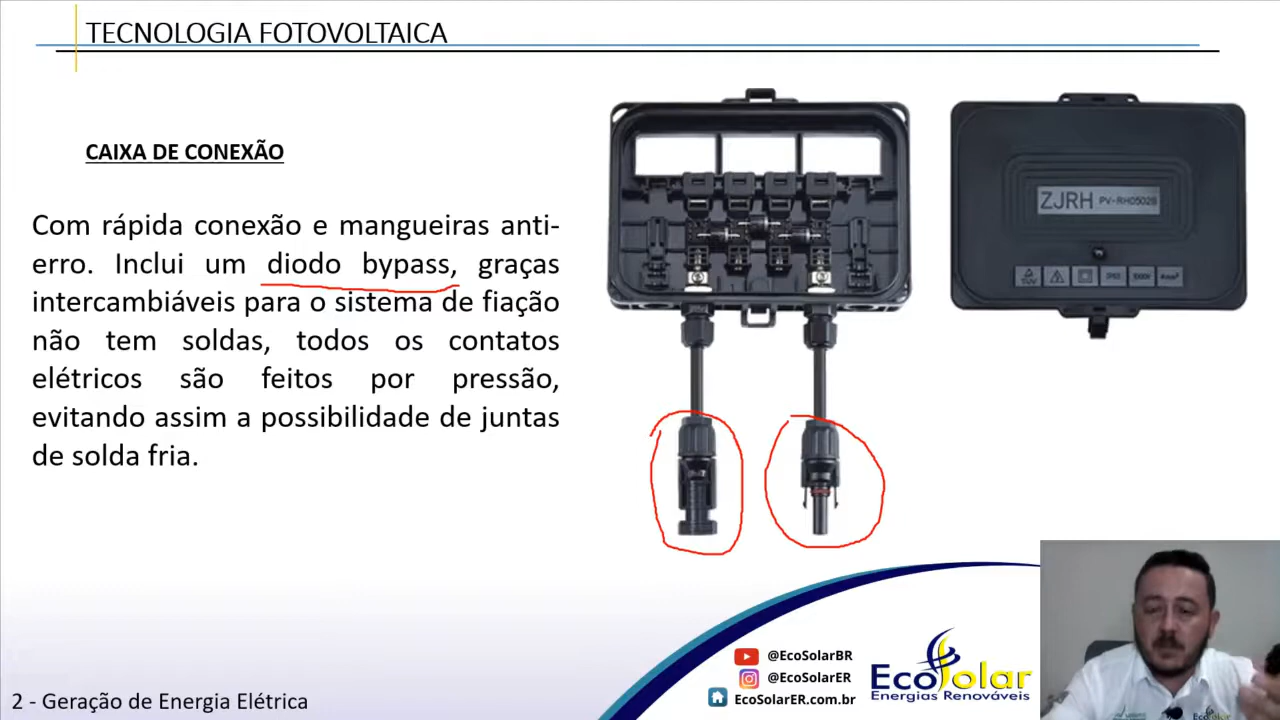 TECNOLOGIA FOTOVOLTAICA
CAIXA DE CONEXÃO
Com rápida conexão e mangueiras anti-
erro. Inclui um diodo bypass, graças
intercambiáveis para o sistema de fiação
não tem soldas, todos os contatos
elétricos são feitos por pressão,
evitando assim a possibilidade de juntas
de solda fria.
ZJRH PV-RH0502B
@EcoSolarBR
@EcoSolarER
EcoSolarER.com.br
EcoSolar
Energias Renováveis
2 - Geração de Energia Elétrica